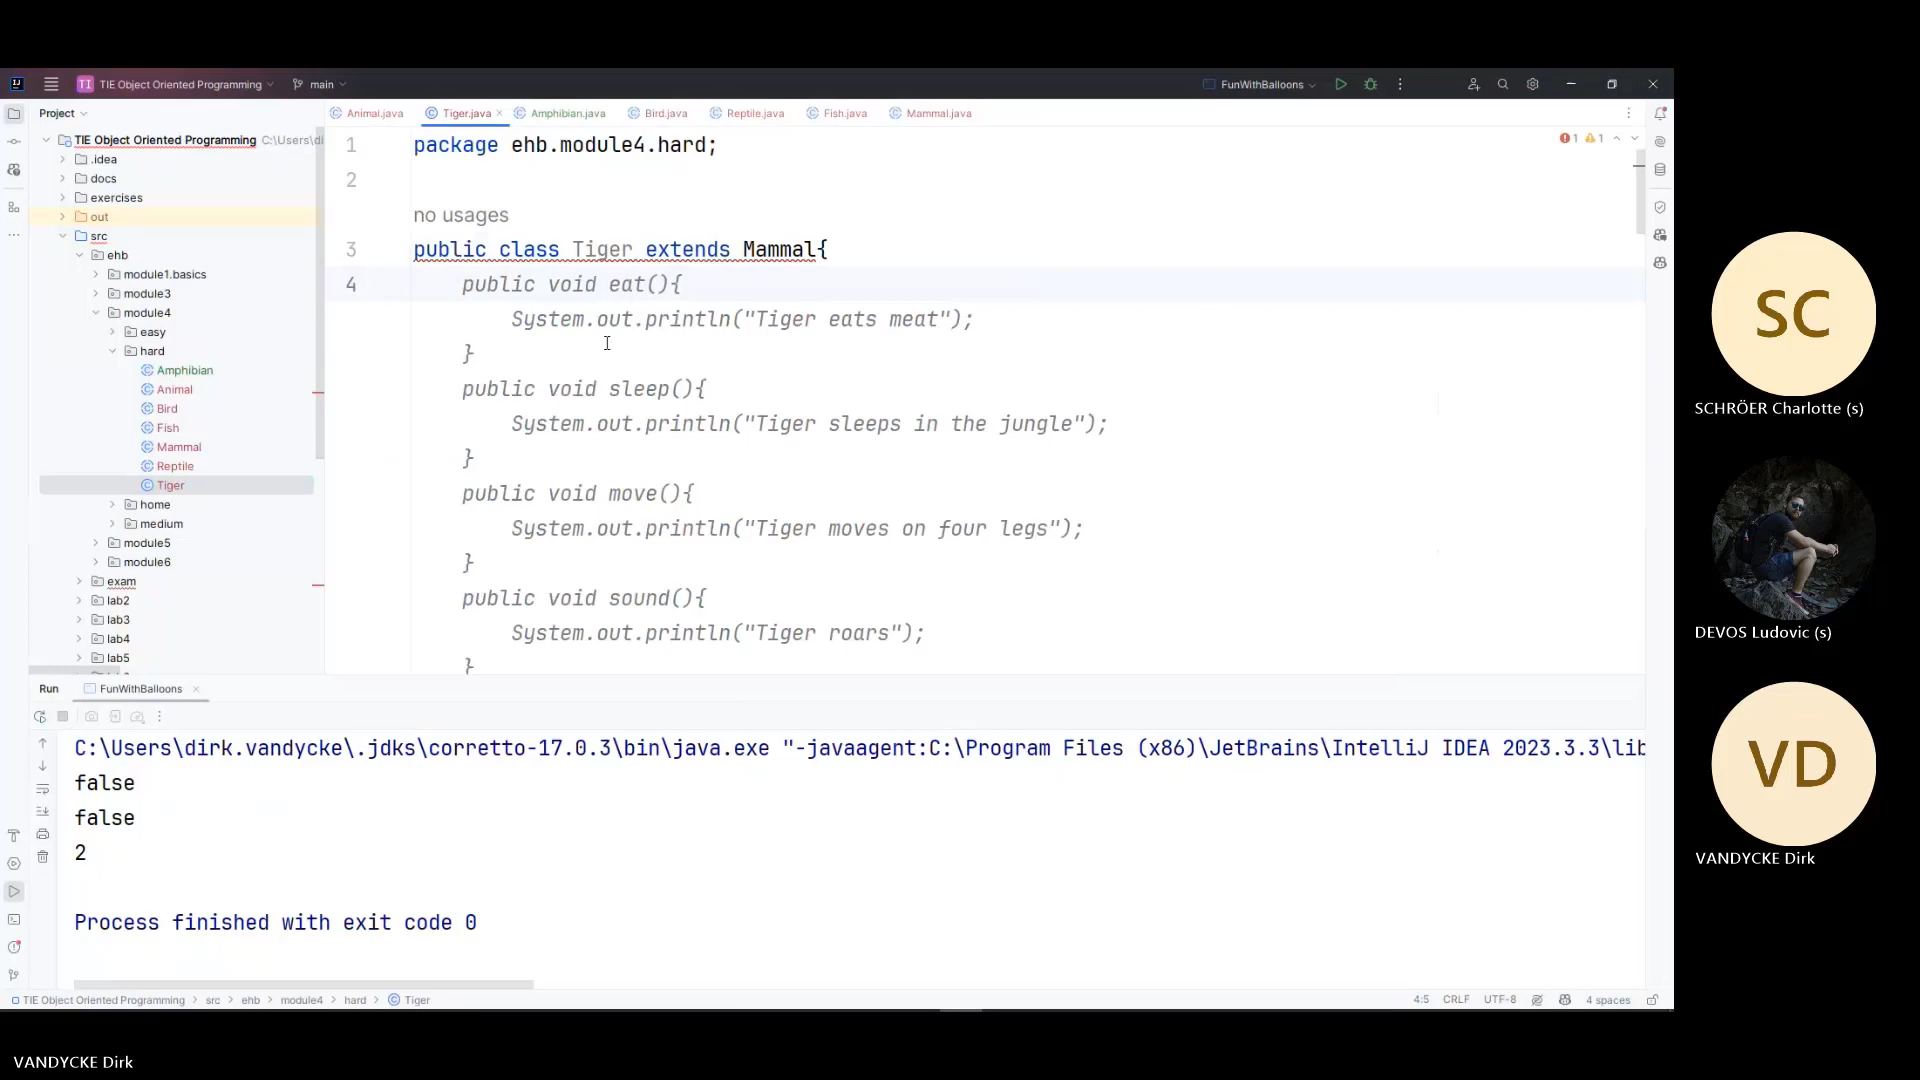 TI TIE Object Oriented Programming main FunWithBalloons
Project
Animal.java Tiger.java Amphibian.java Bird.java Reptile.java Fish.java Mammal.java
TIE Object Oriented Programming C:\Users\di
.idea
docs
exercises
out
src
ehb
module1.basics
module3
module4
easy
hard
Amphibian
Animal
Bird
Fish
Mammal
Reptile
Tiger
home
medium
module5
module6
exam
lab2
lab3
lab4
lab5
1 package ehb.module4.hard;
2
no usages
3 public class Tiger extends Mammal{
4 public void eat(){
System.out.println("Tiger eats meat");
}
public void sleep(){
System.out.println("Tiger sleeps in the jungle");
}
public void move(){
System.out.println("Tiger moves on four legs");
}
public void sound(){
System.out.println("Tiger roars");
}
1 1
Run FunWithBalloons
C:\Users\dirk.vandycke\.jdks\corretto-17.0.3\bin\java.exe "-javaagent:C:\Program Files (x86)\JetBrains\IntelliJ IDEA 2023.3.3\lib
false
false
2
Process finished with exit code 0
TIE Object Oriented Programming > src > ehb > module4 > hard > Tiger
4:5 CRLF UTF-8 4 spaces
SC
SCHRÖER Charlotte (s)
DEVOS Ludovic (s)
VD
VANDYCKE Dirk
VANDYCKE Dirk